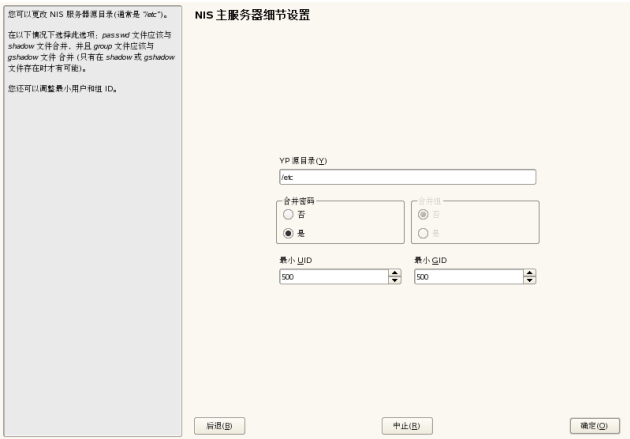 您可以更改 NIS 服务器源目录(通常是 "/etc")。
在以下情况下选择此选项：passwd 文件应该与
shadow 文件合并，并且 group 文件应该与
gshadow 文件 合并 (只有在 shadow 或 gshadow
文件存在时才有可能)。
您还可以调整最小用户和组 ID。
NIS 主服务器细节设置
YP 源目录(Y)
/etc
合并密码
否
是
合并组
否
是
最小 UID
500
最小 GID
500
后退(B)
中止(R)
确定(O)